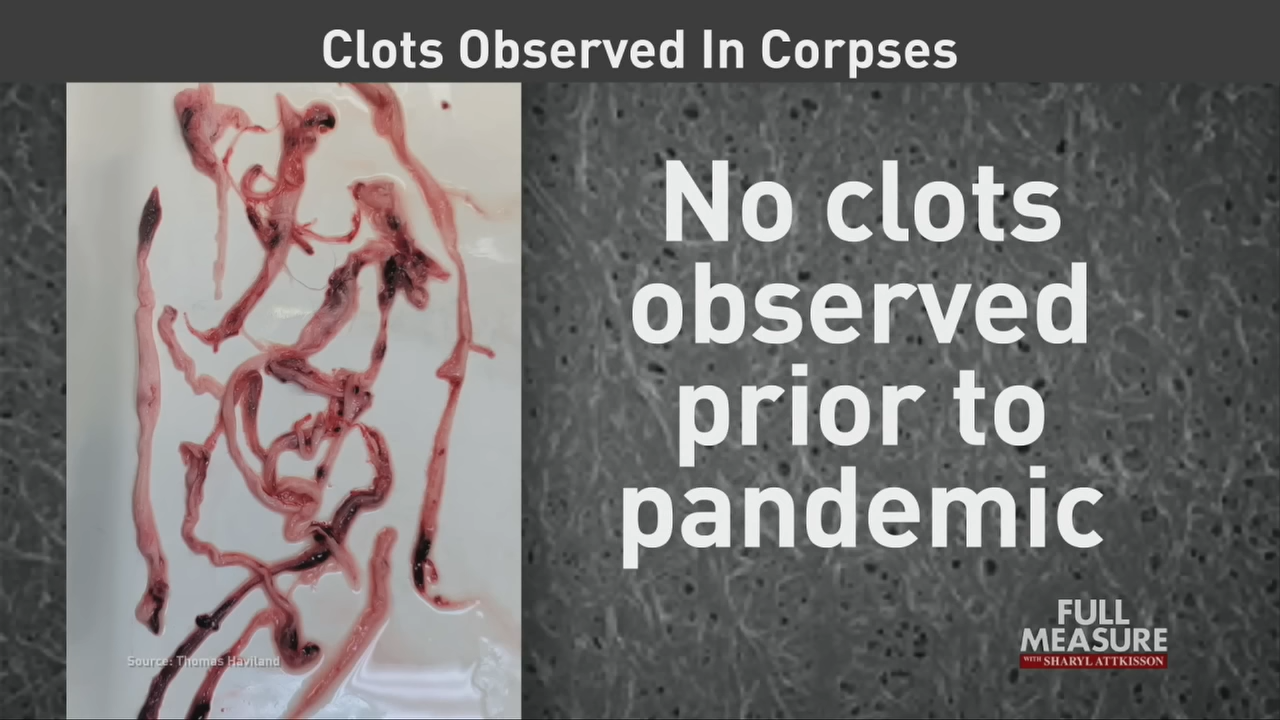 Clots Observed In Corpses
No clots
observed
prior to
pandemic
Source: Thomas Haviland
FULL
MEASURE
WITH SHARYL ATTKISSON